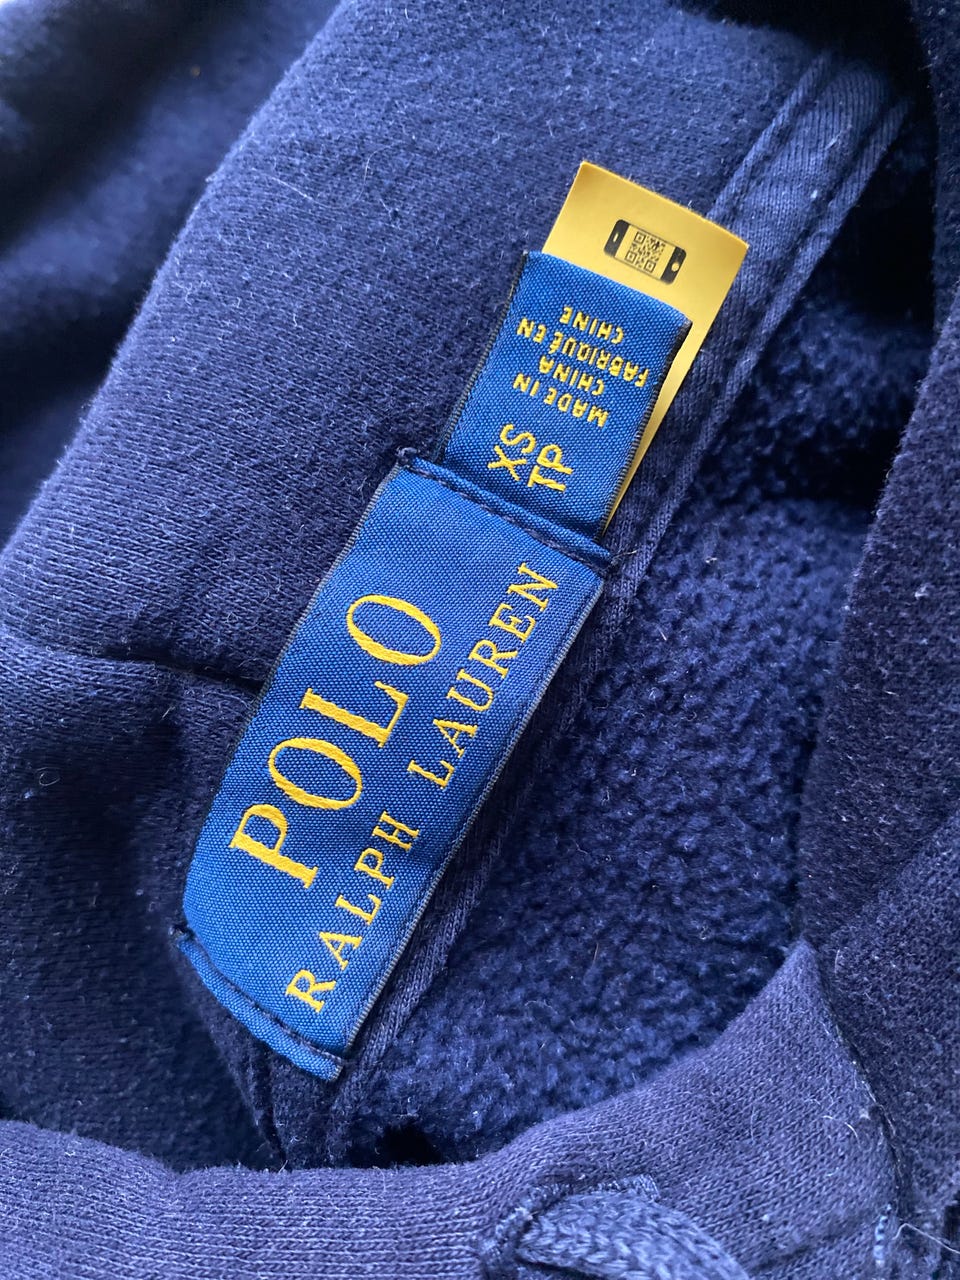 POLO
RALPH LAUREN
XS
TP
MADE IN
CHINA
FABRIQUÉ EN
CHINE